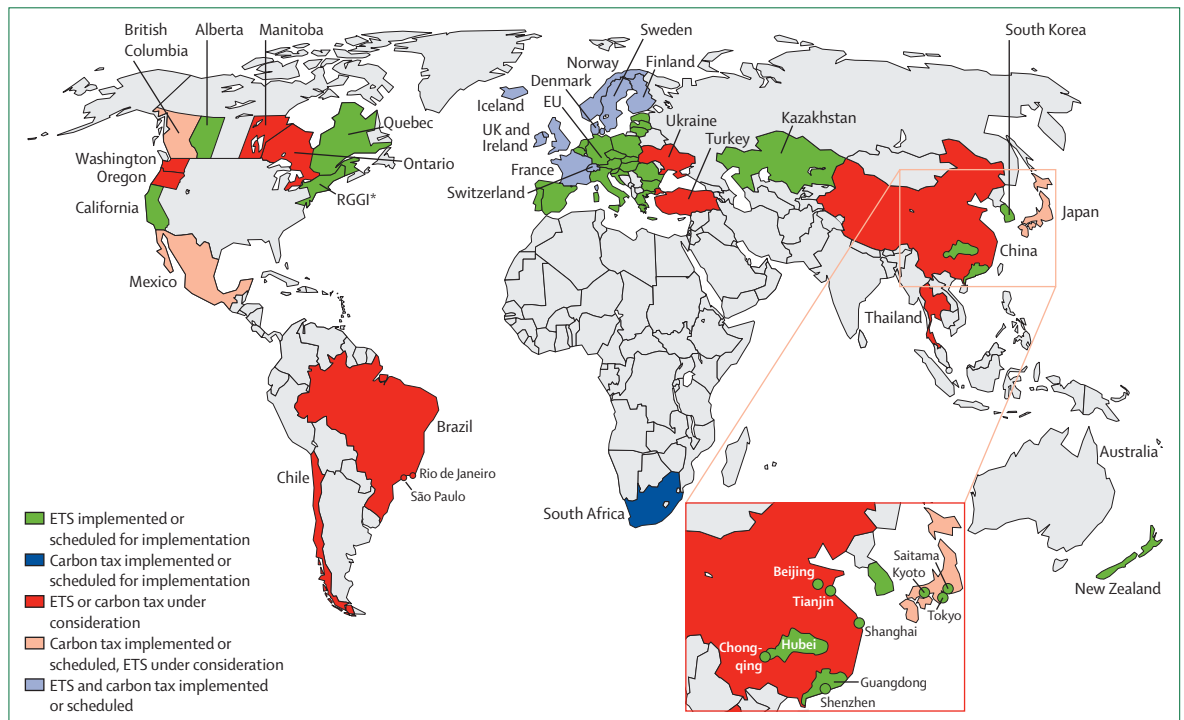 British
Columbia
Alberta
Manitoba
Sweden
South Korea
Norway
Finland
Denmark
EU
Iceland
UK and
Ireland
Ukraine
Turkey
Kazakhstan
Quebec
Ontario
Washington
Oregon
France
Switzerland
California
RGGI*
Japan
China
Mexico
Thailand
Brazil
Chile
Rio de Janeiro
São Paulo
Australia
South Africa
New Zealand
Saitama
Kyoto
Beijing
Tianjin
Tokyo
Shanghai
Hubei
Chong-
qing
Guangdong
Shenzhen
ETS implemented or
scheduled for implementation
Carbon tax implemented or
scheduled for implementation
ETS or carbon tax under
consideration
Carbon tax implemented or
scheduled, ETS under consideration
ETS and carbon tax implemented
or scheduled